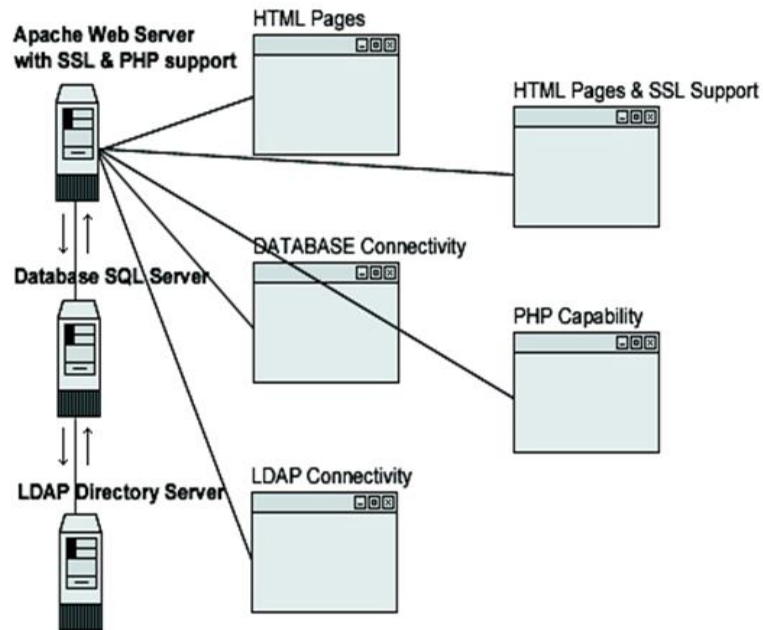 HTML Pages
Apache Web Server
with SSL & PHP support
HTML Pages & SSL Support
DATABASE Connectivity
Database SQL Server
PHP Capability
LDAP Connectivity
LDAP Directory Server